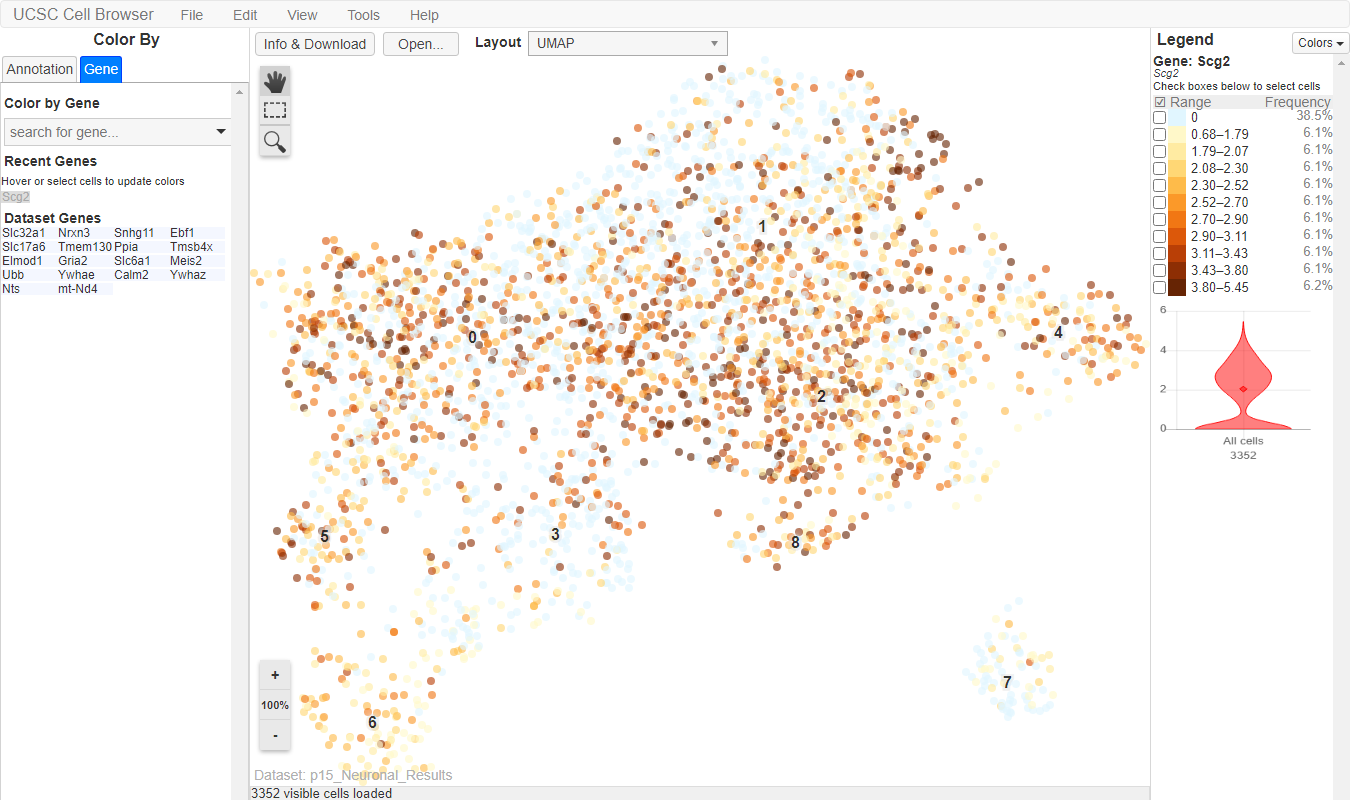 UCSC Cell Browser File Edit View Tools Help
Color By
Annotation Gene
Color by Gene
search for gene...
Recent Genes
Hover or select cells to update colors
Scg2
Dataset Genes
Slc32a1 Nrxn3 Snhg11 Ebf1
Slc17a6 Tmem130 Ppia Tmsb4x
Elmod1 Gria2 Slc6a1 Meis2
Ubb Ywhae Calm2 Ywhaz
Nts mt-Nd4
Info & Download Open... Layout UMAP
1
0
4
2
3
5
8
7
6
+
100%
-
Dataset: p15_Neuronal_Results
3352 visible cells loaded
Legend Colors
Gene: Scg2
Scg2
Check boxes below to select cells
Range Frequency
0 38.5%
0.68–1.79 6.1%
1.79–2.07 6.1%
2.08–2.30 6.1%
2.30–2.52 6.1%
2.52–2.70 6.1%
2.70–2.90 6.1%
2.90–3.11 6.1%
3.11–3.43 6.1%
3.43–3.80 6.1%
3.80–5.45 6.2%
6
4
2
0
All cells
3352